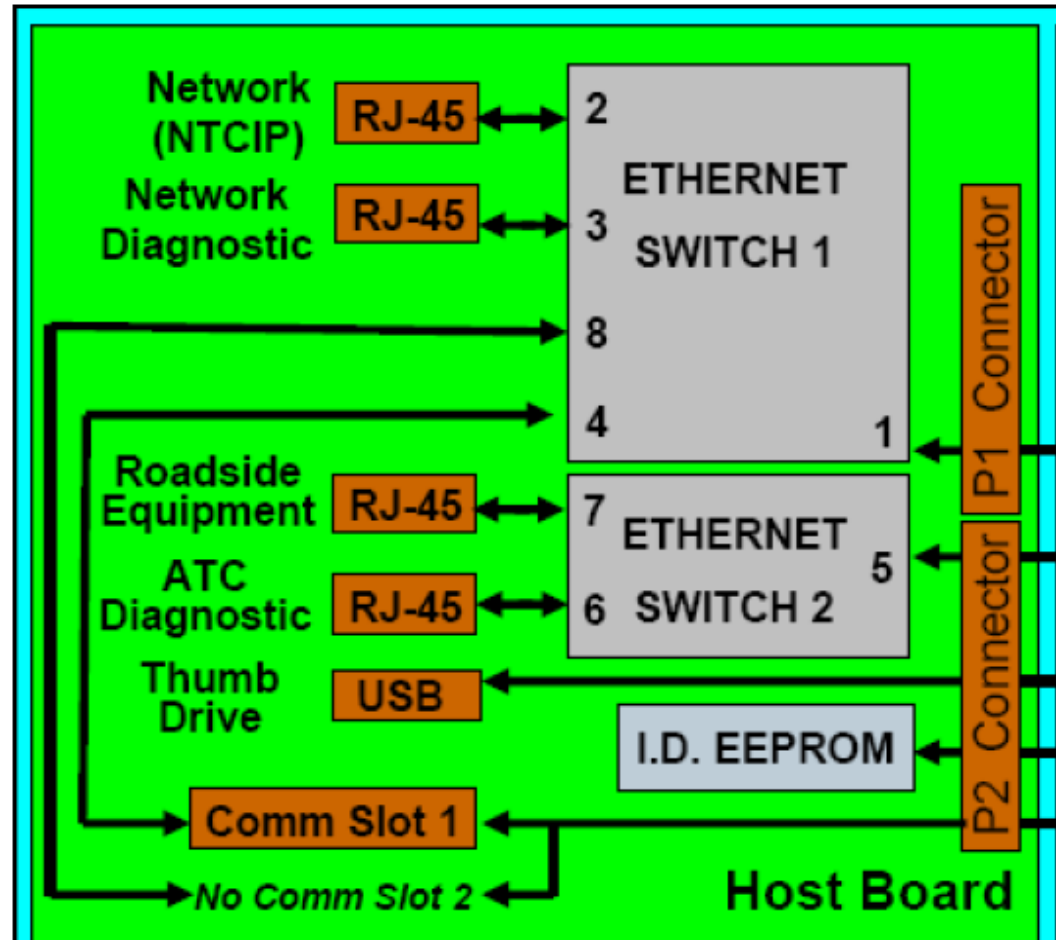 Network
(NTCIP)
RJ-45
2
ETHERNET
SWITCH 1
Network
Diagnostic
RJ-45
3
8
4
1
P1 Connector
Roadside
Equipment
RJ-45
7
ETHERNET
SWITCH 2
5
ATC
Diagnostic
RJ-45
6
Thumb
Drive
USB
I.D. EEPROM
P2 Connector
Comm Slot 1
No Comm Slot 2
Host Board